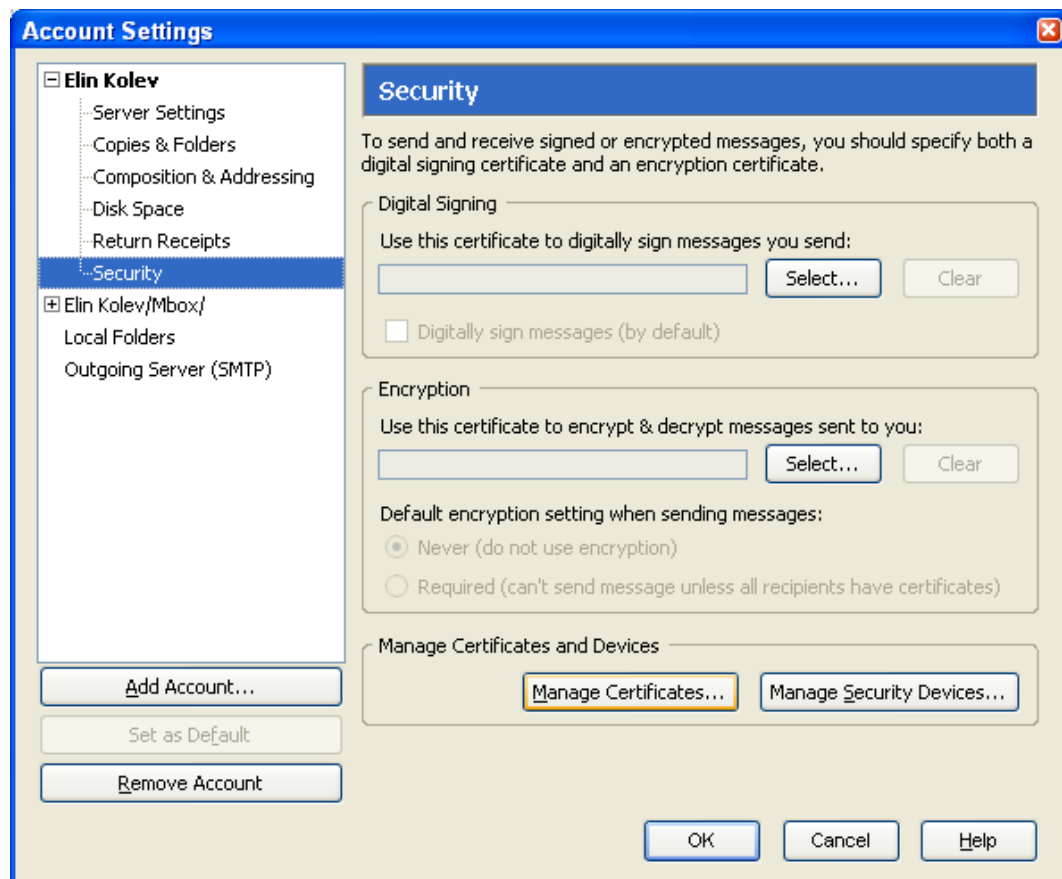 Account Settings
Elin Kolev
Server Settings
Copies & Folders
Composition & Addressing
Disk Space
Return Receipts
Security
Elin Kolev/Mbox/
Local Folders
Outgoing Server (SMTP)
Add Account...
Set as Default
Remove Account
Security
To send and receive signed or encrypted messages, you should specify both a
digital signing certificate and an encryption certificate.
Digital Signing
Use this certificate to digitally sign messages you send:
Select... Clear
Digitally sign messages (by default)
Encryption
Use this certificate to encrypt & decrypt messages sent to you:
Select... Clear
Default encryption setting when sending messages:
Never (do not use encryption)
Required (can't send message unless all recipients have certificates)
Manage Certificates and Devices
Manage Certificates... Manage Security Devices...
OK Cancel Help